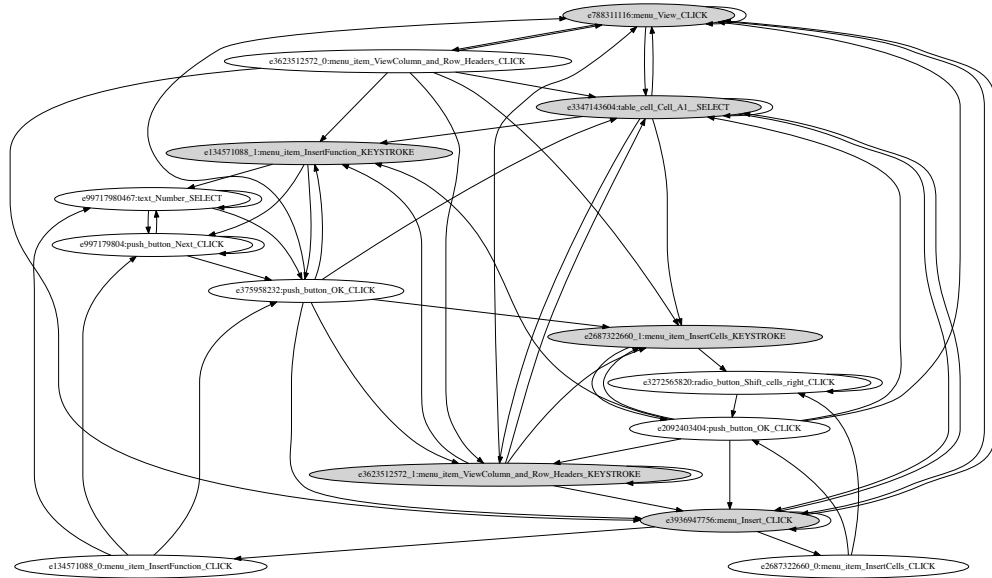 e788311116:menu_View_CLICK
e3623512572_0:menu_item_ViewColumn_and_Row_Headers_CLICK
e3347143604:table_cell_Cell_A1__SELECT
e134571088_1:menu_item_InsertFunction_KEYSTROKE
e99717980467:text_Number_SELECT
e997179804:push_button_Next_CLICK
e375958232:push_button_OK_CLICK
e2687322660_1:menu_item_InsertCells_KEYSTROKE
e3272565820:radio_button_Shift_cells_right_CLICK
e2092403404:push_button_OK_CLICK
e3623512572_1:menu_item_ViewColumn_and_Row_Headers_KEYSTROKE
e3936947756:menu_Insert_CLICK
e134571088_0:menu_item_InsertFunction_CLICK
e2687322660_0:menu_item_InsertCells_CLICK